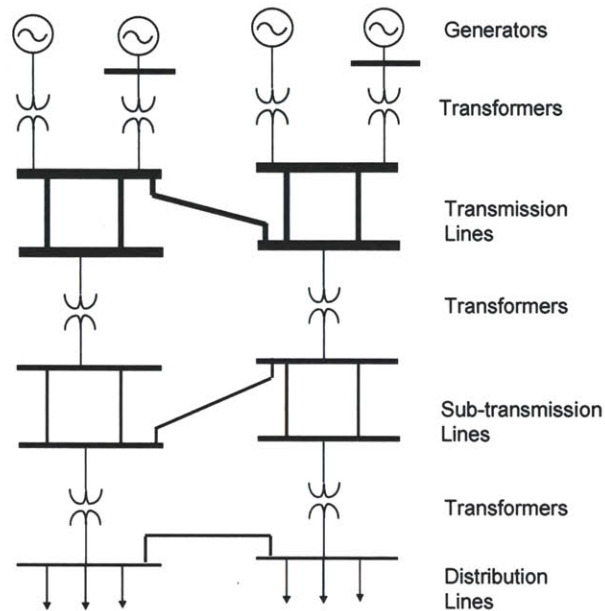 Generators
Transformers
Transmission
Lines
Transformers
Sub-transmission
Lines
Transformers
Distribution
Lines